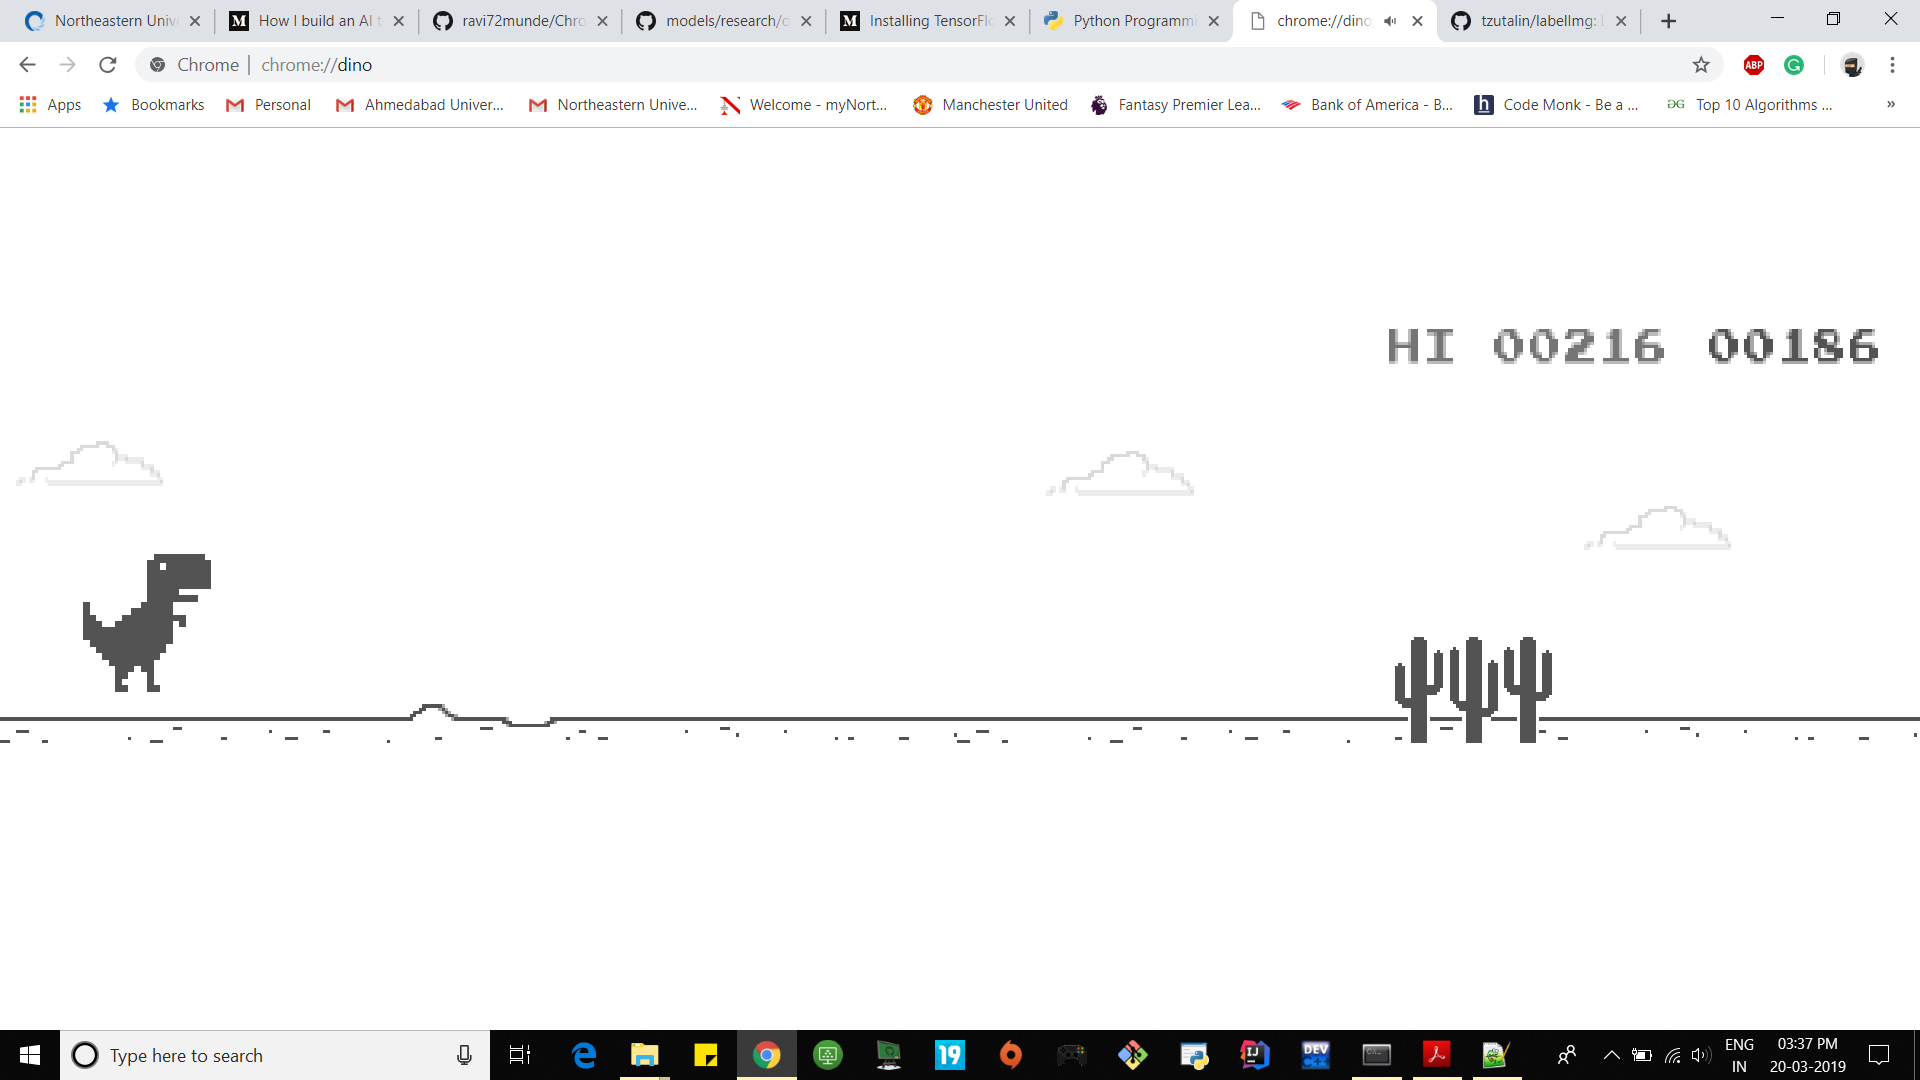 Northeastern Univ
How I build an AI t
ravi72munde/Chro
models/research/o
Installing TensorFlo
Python Programmi
chrome://dino
tzutalin/labelImg:
Chrome | chrome://dino
ABP
Apps
Bookmarks
Personal
Ahmedabad Univer...
Northeastern Unive...
Welcome - myNort...
Manchester United
Fantasy Premier Lea...
Bank of America - B...
Code Monk - Be a ...
Top 10 Algorithms ...
»
HI 00216 00186
Type here to search
19
IJ
DEV
ENG
IN
03:37 PM
20-03-2019